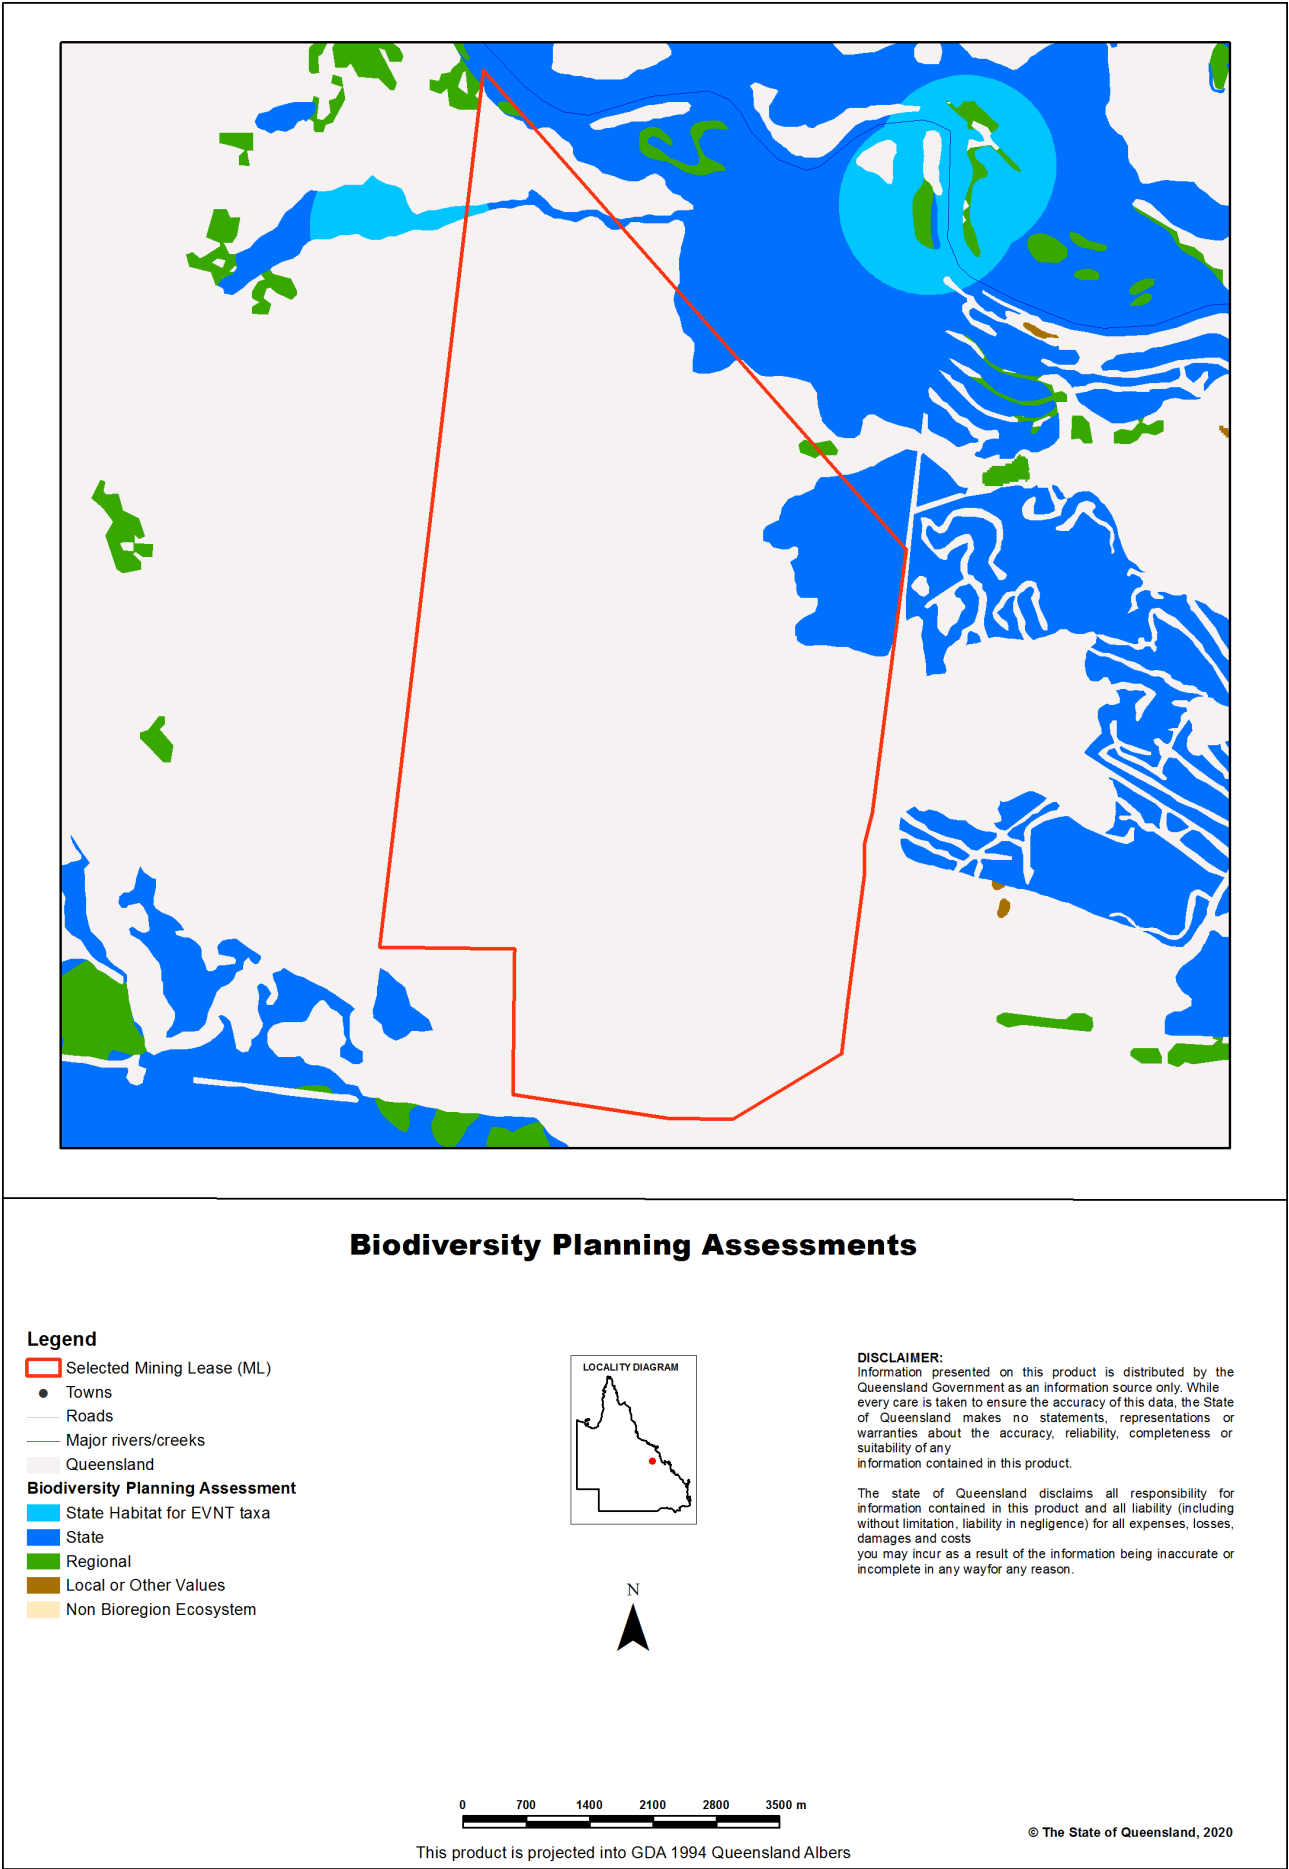 Biodiversity Planning Assessments
Legend
Selected Mining Lease (ML)
Towns
Roads
Major rivers/creeks
Queensland
Biodiversity Planning Assessment
State Habitat for EVNT taxa
State
Regional
Local or Other Values
Non Bioregion Ecosystem
LOCALITY DIAGRAM
N
DISCLAIMER:
Information presented on this product is distributed by the
Queensland Government as an information source only. While
every care is taken to ensure the accuracy of this data, the State
of Queensland makes no statements, representations or
warranties about the accuracy, reliability, completeness or
suitability of any
information contained in this product.
The state of Queensland disclaims all responsibility for
information contained in this product and all liability (including
without limitation, liability in negligence) for all expenses, losses,
damages and costs
you may incur as a result of the information being inaccurate or
incomplete in any wayfor any reason.
0 700 1400 2100 2800 3500 m
This product is projected into GDA 1994 Queensland Albers
© The State of Queensland, 2020